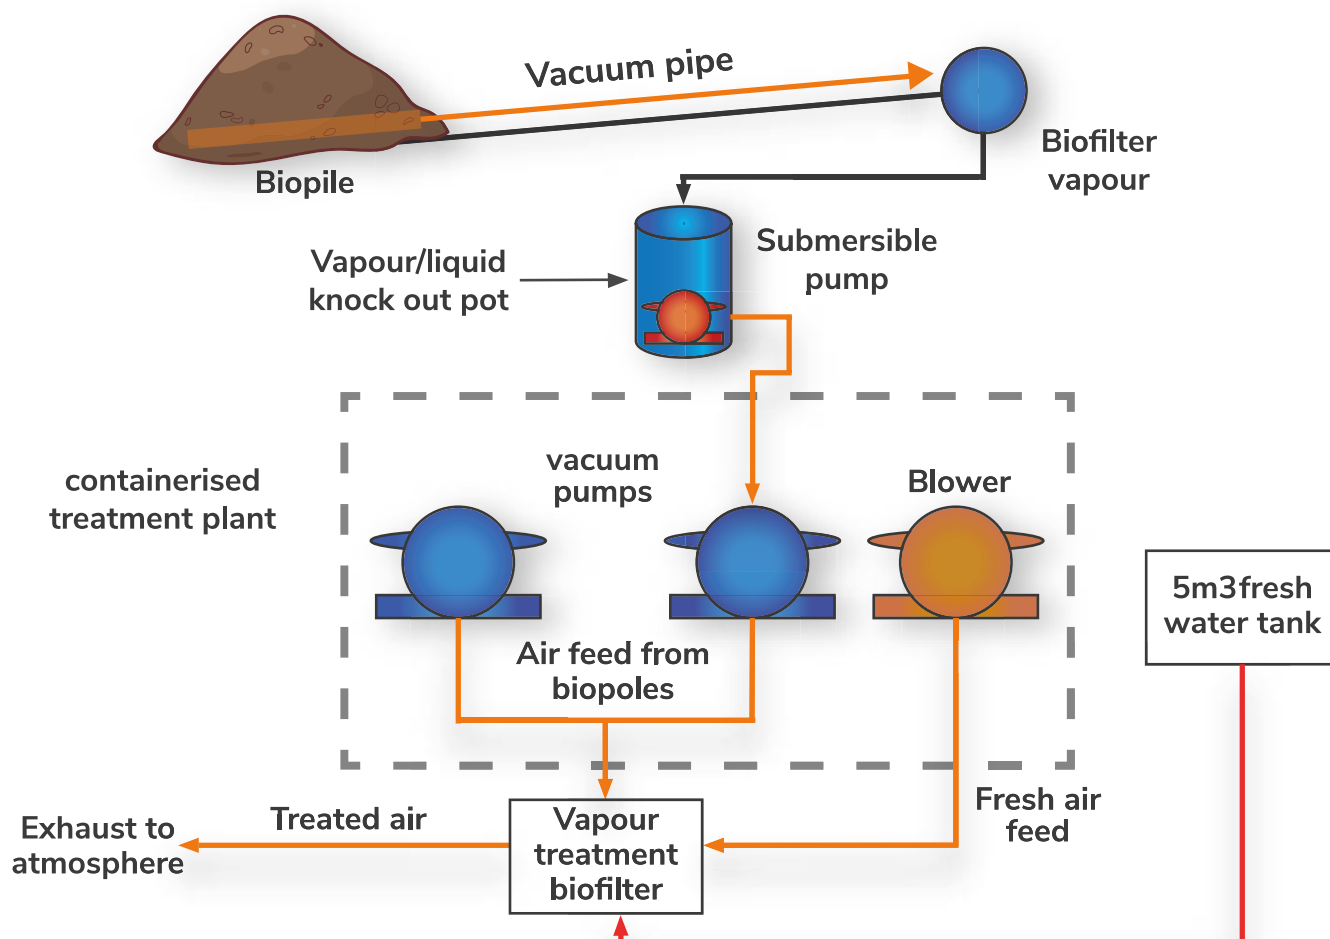 Vacuum pipe
Biofilter
vapour
Biopile
Submersible
pump
Vapour/liquid
knock out pot
containerised
treatment plant
vacuum
pumps
Blower
5m3fresh
water tank
Air feed from
biopoles
Fresh air
feed
Exhaust to
atmosphere
Treated air
Vapour
treatment
biofilter